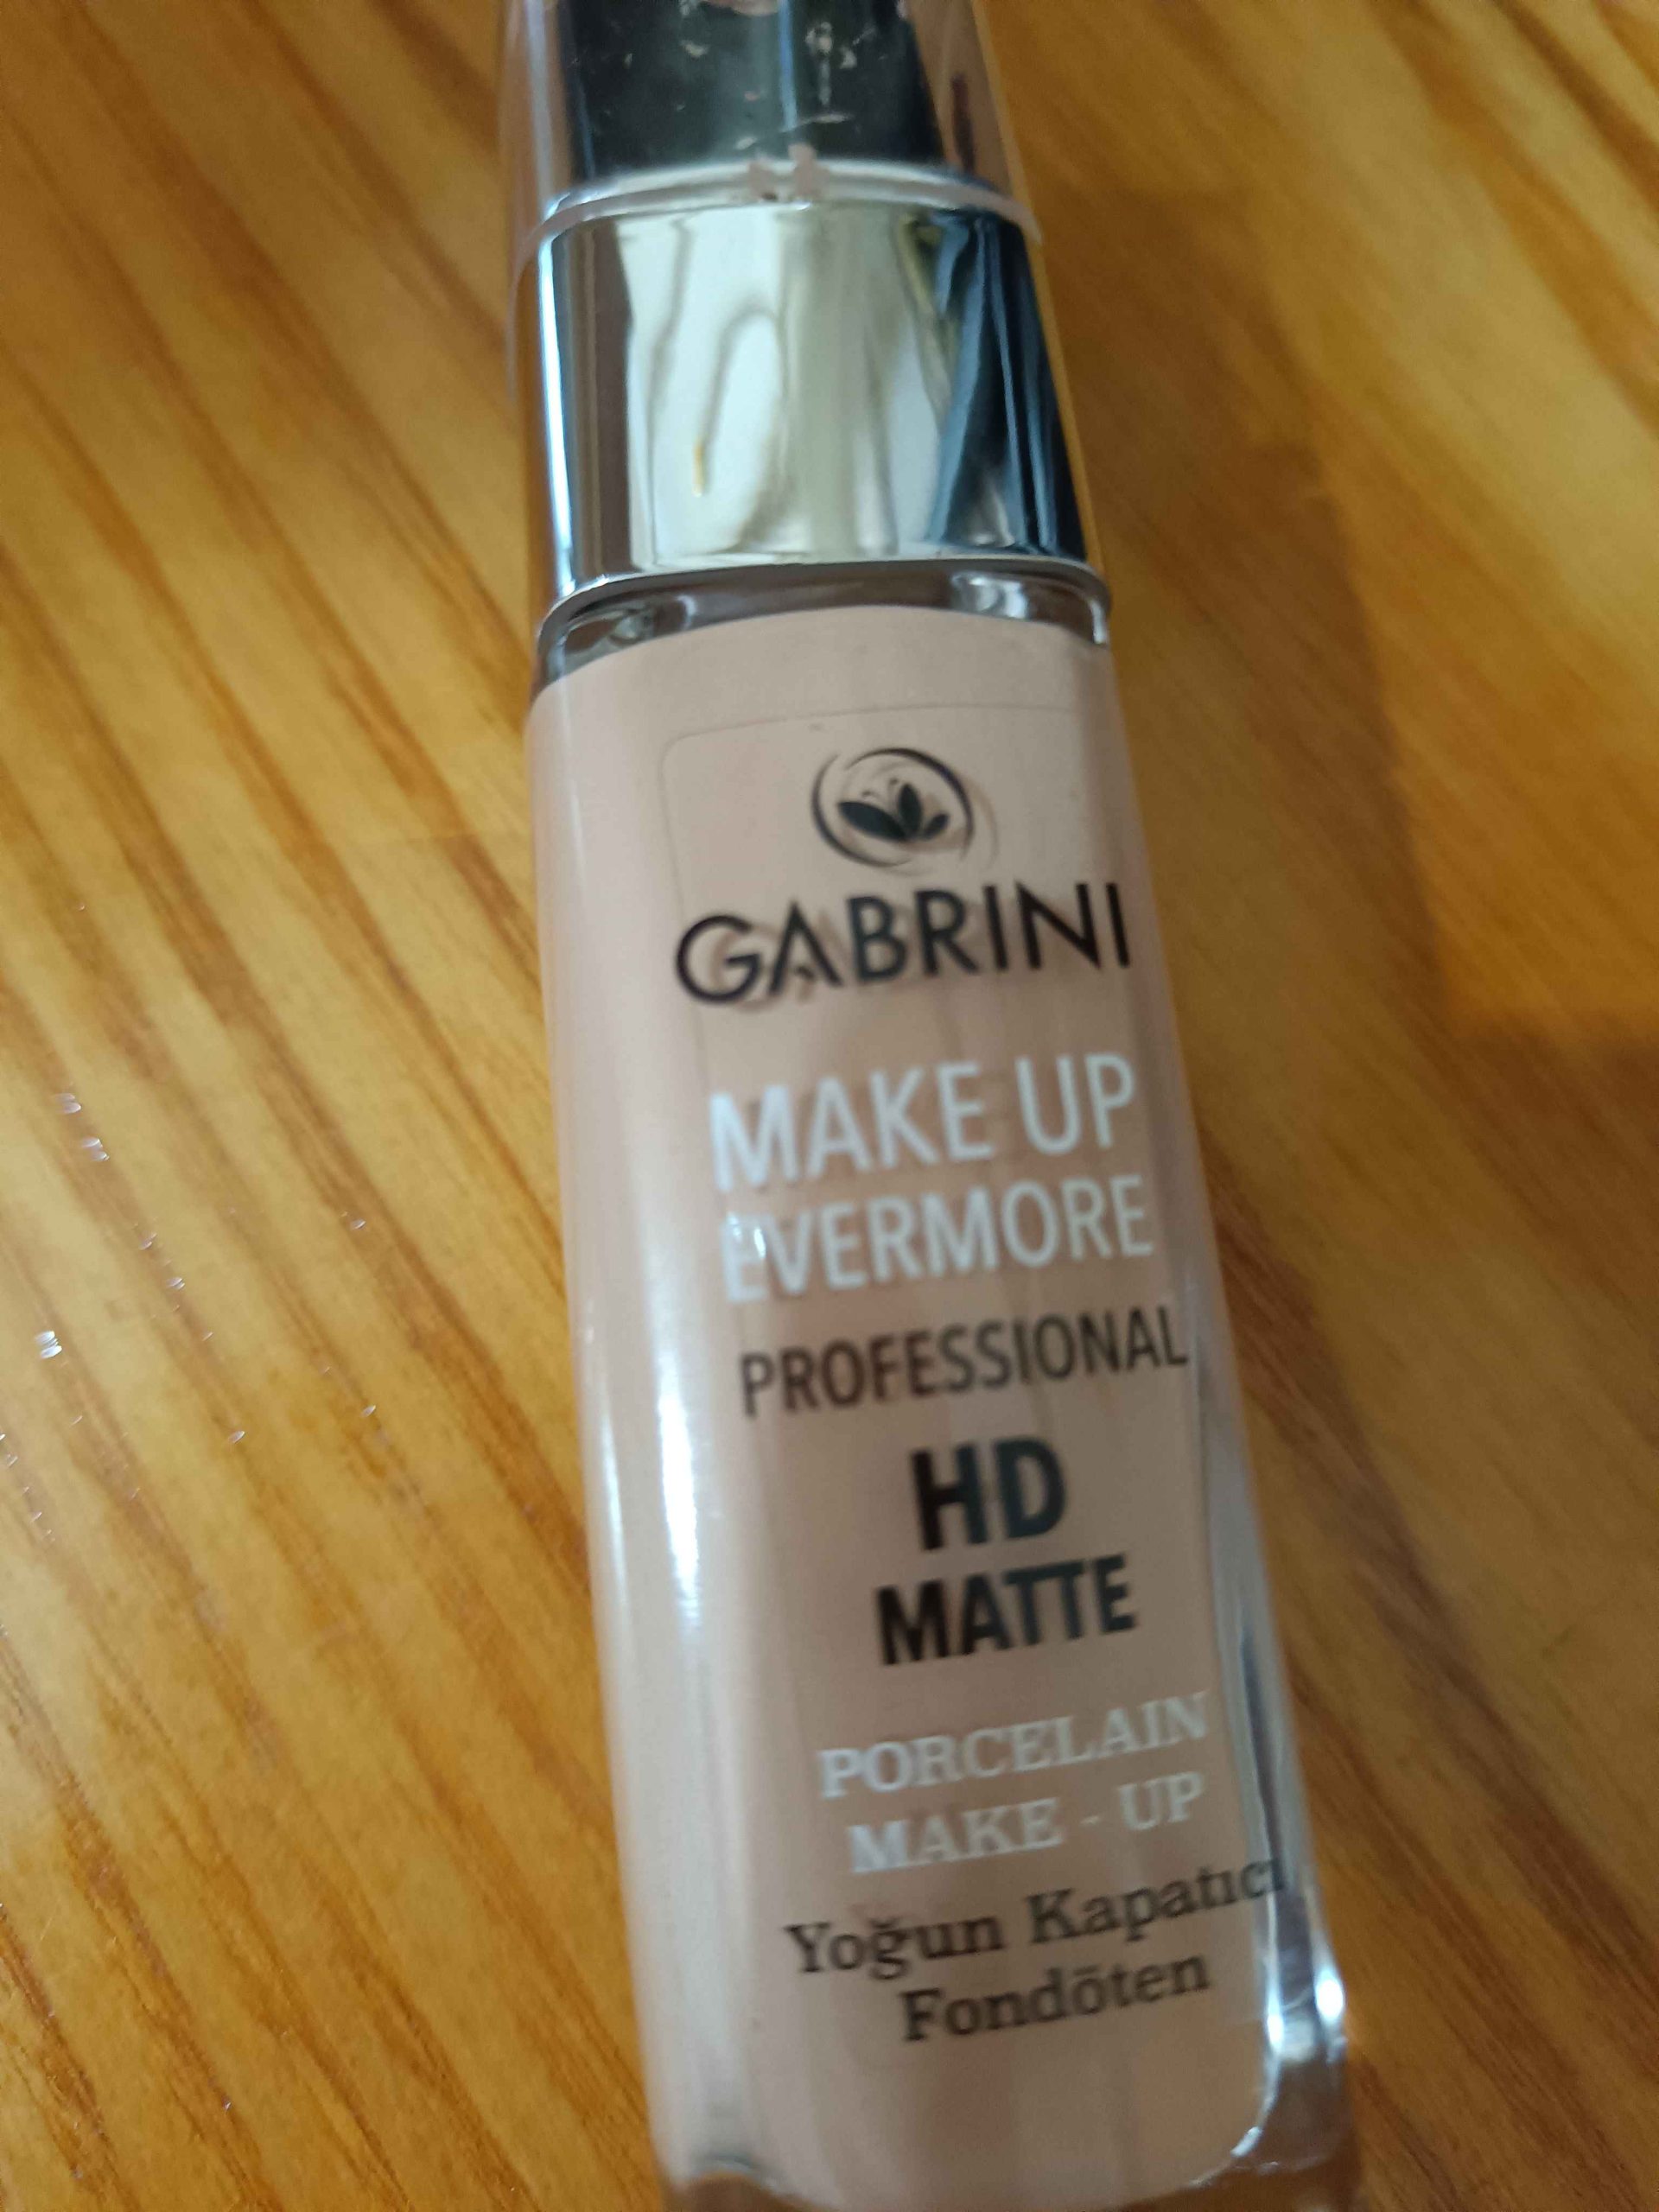 GABRINI
MAKE UP
EVERMORE
PROFESSIONAL
HD
MATTE
PORCELAIN
MAKE - UP
Yoğun Kapatıcı
Fondöten